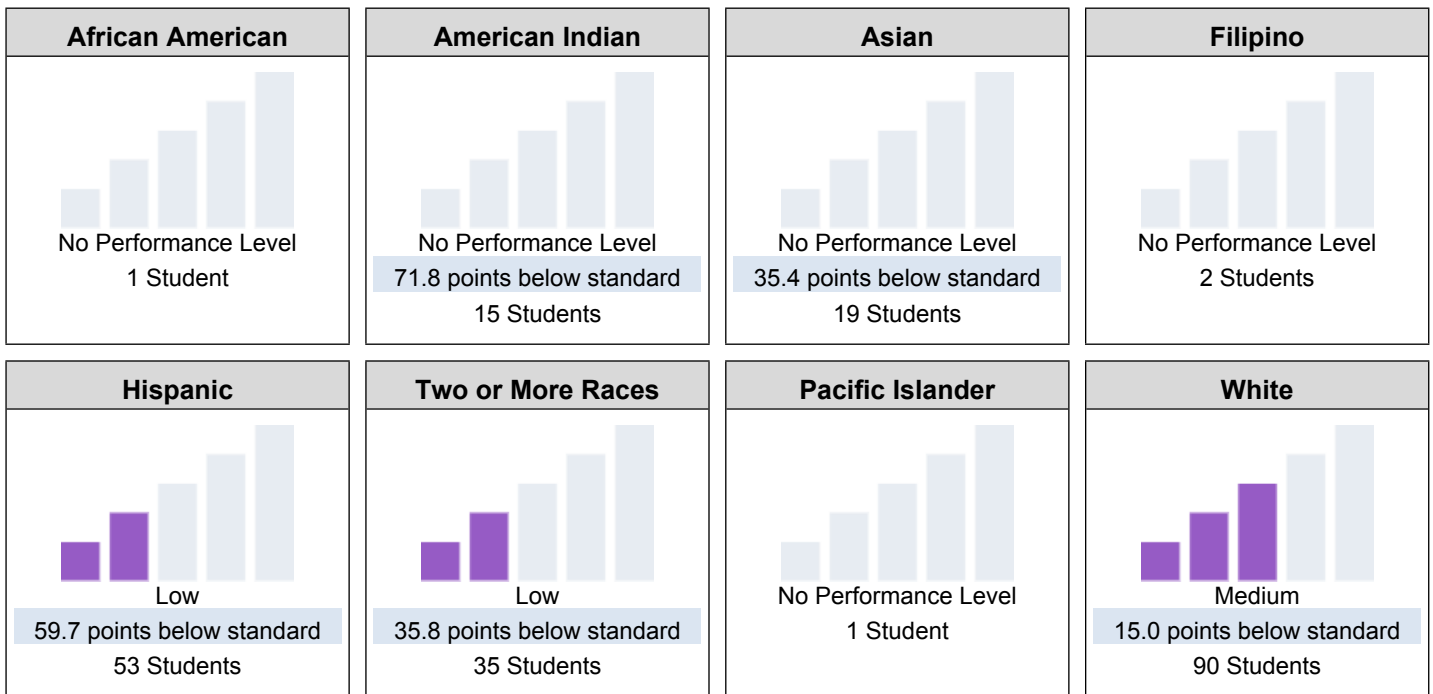 African American
No Performance Level
1 Student
American Indian
No Performance Level
71.8 points below standard
15 Students
Asian
No Performance Level
35.4 points below standard
19 Students
Filipino
No Performance Level
2 Students
Hispanic
Low
59.7 points below standard
53 Students
Two or More Races
Low
35.8 points below standard
35 Students
Pacific Islander
No Performance Level
1 Student
White
Medium
15.0 points below standard
90 Students